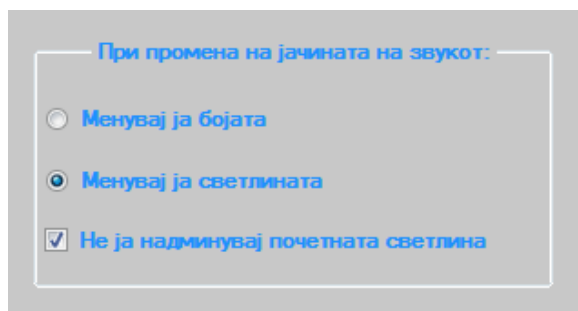 При промена на јачината на звукот:
Менувај ја бојата
Менувај ја светлината
Не ја надминувај почетната светлина